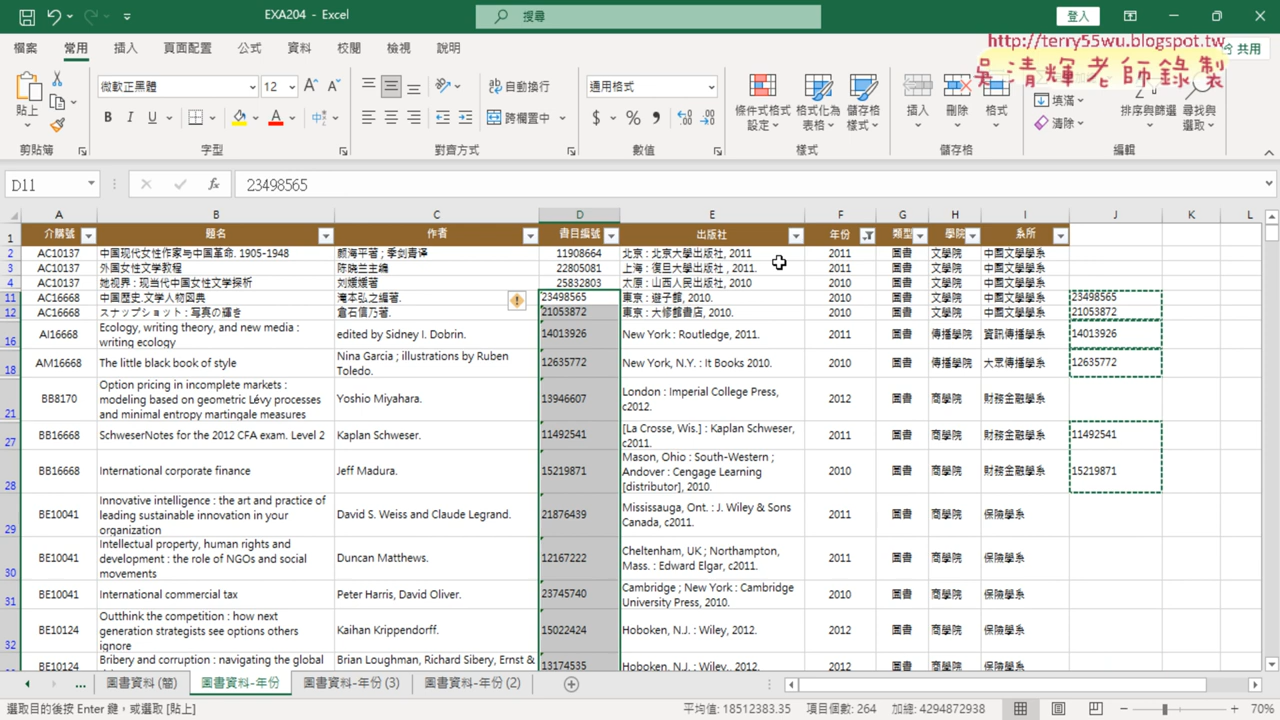 EXA204 - Excel
搜尋
登入
檔案 常用 插入 頁面配置 公式 資料 校閱 檢視 說明
http://terry55wu.blogspot.tw
共用
吳清輝老師錄製
貼上
微軟正黑體 12
自動換行
通用格式
條件式格式設定 格式化為表格 儲存格樣式
插入 刪除 格式
填滿
清除
排序與篩選 尋找與選取
跨欄置中
剪貼簿 字型 對齊方式 數值 樣式 儲存格 編輯
D11 fx 23498565
A B C D E F G H I J K L
1 介購號 題名 作者 書目編號 出版社 年份 類型 學院 系所
2 AC10137 中国现代女性作家与中国革命. 1905-1948 颜海平著 ; 季剑青译 11908664 北京 : 北京大學出版社, 2011 2011 圖書 文學院 中國文學學系
3 AC10137 外国女性文学教程 陈晓兰主编 22805081 上海 : 復旦大學出版社 , 2011. 2011 圖書 文學院 中國文學學系
4 AC10137 她视界 : 现当代中国女性文学探析 刘媛媛著 25832803 太原 : 山西人民出版社, 2010 2010 圖書 文學院 中國文學學系
11 AC16668 中國歴史.文学人物図典 瀧本弘之編著. 23498565 東京 : 遊子館, 2010. 2010 圖書 文學院 中國文學學系 23498565
12 AC16668 スナップショット : 写真の輝き 倉石信乃著. 21053872 東京 : 大修館書店, 2010. 2010 圖書 文學院 中國文學學系 21053872
16 AI16668 Ecology, writing theory, and new media : writing ecology edited by Sidney I. Dobrin. 14013926 New York : Routledge, 2011. 2011 圖書 傳播學院 資訊傳播學系 14013926
18 AM16668 The little black book of style Nina Garcia ; illustrations by Ruben Toledo. 12635772 New York, N.Y. : It Books 2010. 2010 圖書 傳播學院 大眾傳播學系 12635772
21 BB8170 Option pricing in incomplete markets : modeling based on geometric Lévy processes and minimal entropy martingale measures Yoshio Miyahara. 13946607 London : Imperial College Press, c2012. 2012 圖書 商學院 財務金融學系
27 BB16668 SchweserNotes for the 2012 CFA exam. Level 2 Kaplan Schweser. 11492541 [La Crosse, Wis.] : Kaplan Schweser, c2011. 2011 圖書 商學院 財務金融學系 11492541
28 BB16668 International corporate finance Jeff Madura. 15219871 Mason, Ohio : South-Western ; Andover : Cengage Learning [distributor], 2010. 2010 圖書 商學院 財務金融學系 15219871
29 BE10041 Innovative intelligence : the art and practice of leading sustainable innovation in your organization David S. Weiss and Claude Legrand. 21876439 Mississauga, Ont. : J. Wiley & Sons Canada, c2011. 2011 圖書 商學院 保險學系
30 BE10041 Intellectual property, human rights and development : the role of NGOs and social movements Duncan Matthews. 12167222 Cheltenham, UK ; Northampton, Mass. : Edward Elgar, c2011. 2011 圖書 商學院 保險學系
31 BE10041 International commercial tax Peter Harris, David Oliver. 23745740 Cambridge ; New York : Cambridge University Press, 2010. 2010 圖書 商學院 保險學系
32 BE10124 Outthink the competition : how next generation strategists see options others ignore Kaihan Krippendorff. 15022424 Hoboken, N.J. : Wiley, 2012. 2012 圖書 商學院 保險學系
BE10124 Bribery and corruption : navigating the global Brian Loughman, Richard Sibery, Ernst & 13174535 Hoboken, N.J. : Wiley,, 2012. 2012 圖書 商學院 保險學系
... 圖書資料 (簡) 圖書資料-年份 圖書資料-年份 (3) 圖書資料-年份 (2)
選取目的後按 Enter 鍵，或選取 [貼上] 平均值: 18512383.35 項目個數: 264 加總: 4294872938 70%